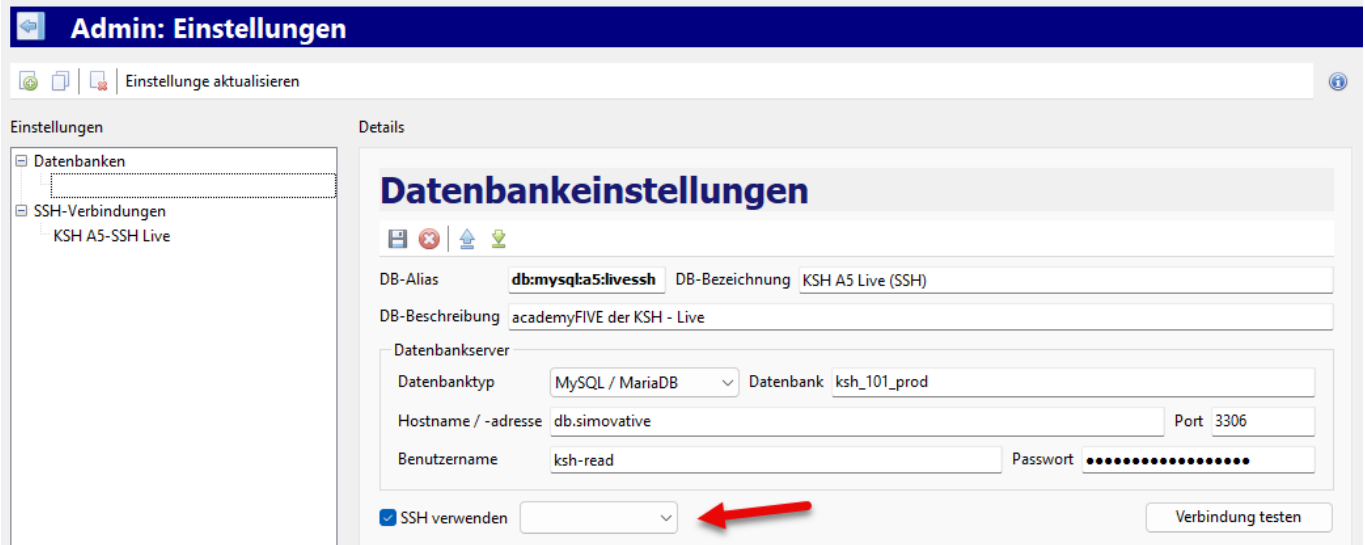 Admin: Einstellungen
Einstellunge aktualisieren
Einstellungen
Details
Datenbanken
SSH-Verbindungen
KSH A5-SSH Live
Datenbankeinstellungen
DB-Alias db:mysql:a5:livessh DB-Bezeichnung KSH A5 Live (SSH)
DB-Beschreibung academyFIVE der KSH - Live
Datenbankserver
Datenbanktyp MySQL / MariaDB Datenbank ksh_101_prod
Hostname / -adresse db.simovative Port 3306
Benutzername ksh-read Passwort ●●●●●●●●●●●●●●●●●●
SSH verwenden Verbindung testen